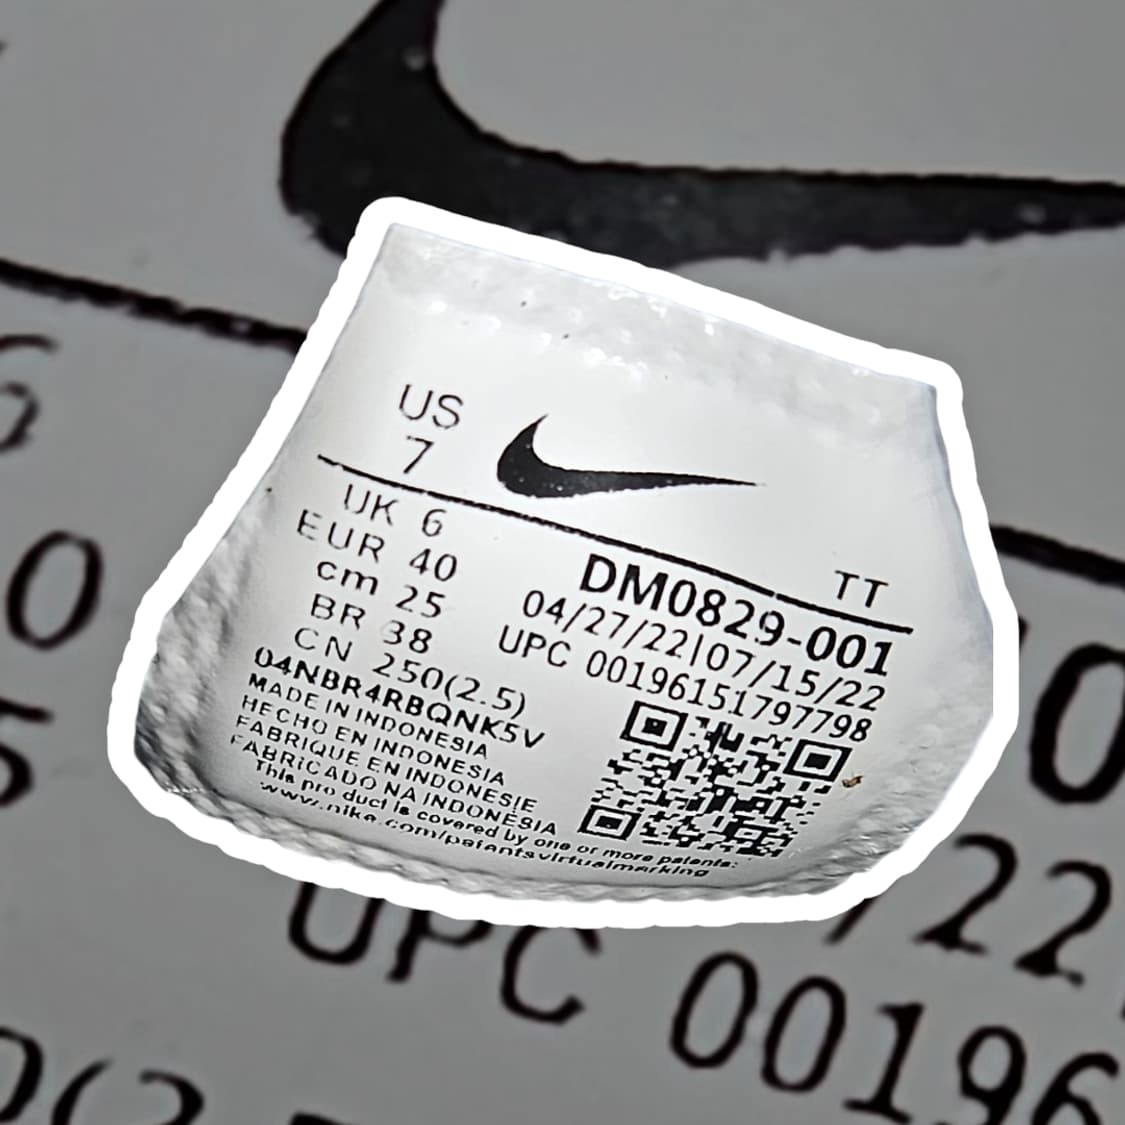 US
7
UK 6
EUR 40
cm 25
BR 38
CN 250(2.5)
04NBR4RBQNK5V
MADE IN INDONESIA
HECHO EN INDONESIA
FABRIQUE EN INDONESIE
FABRiCADO NA INDONÉSIA
This product is covered by one or more patents:
www.nike.com/patentsvirtualmarking
TT
DM0829-001
04/27/22|07/15/22
UPC 00196151797798
UPC 00196